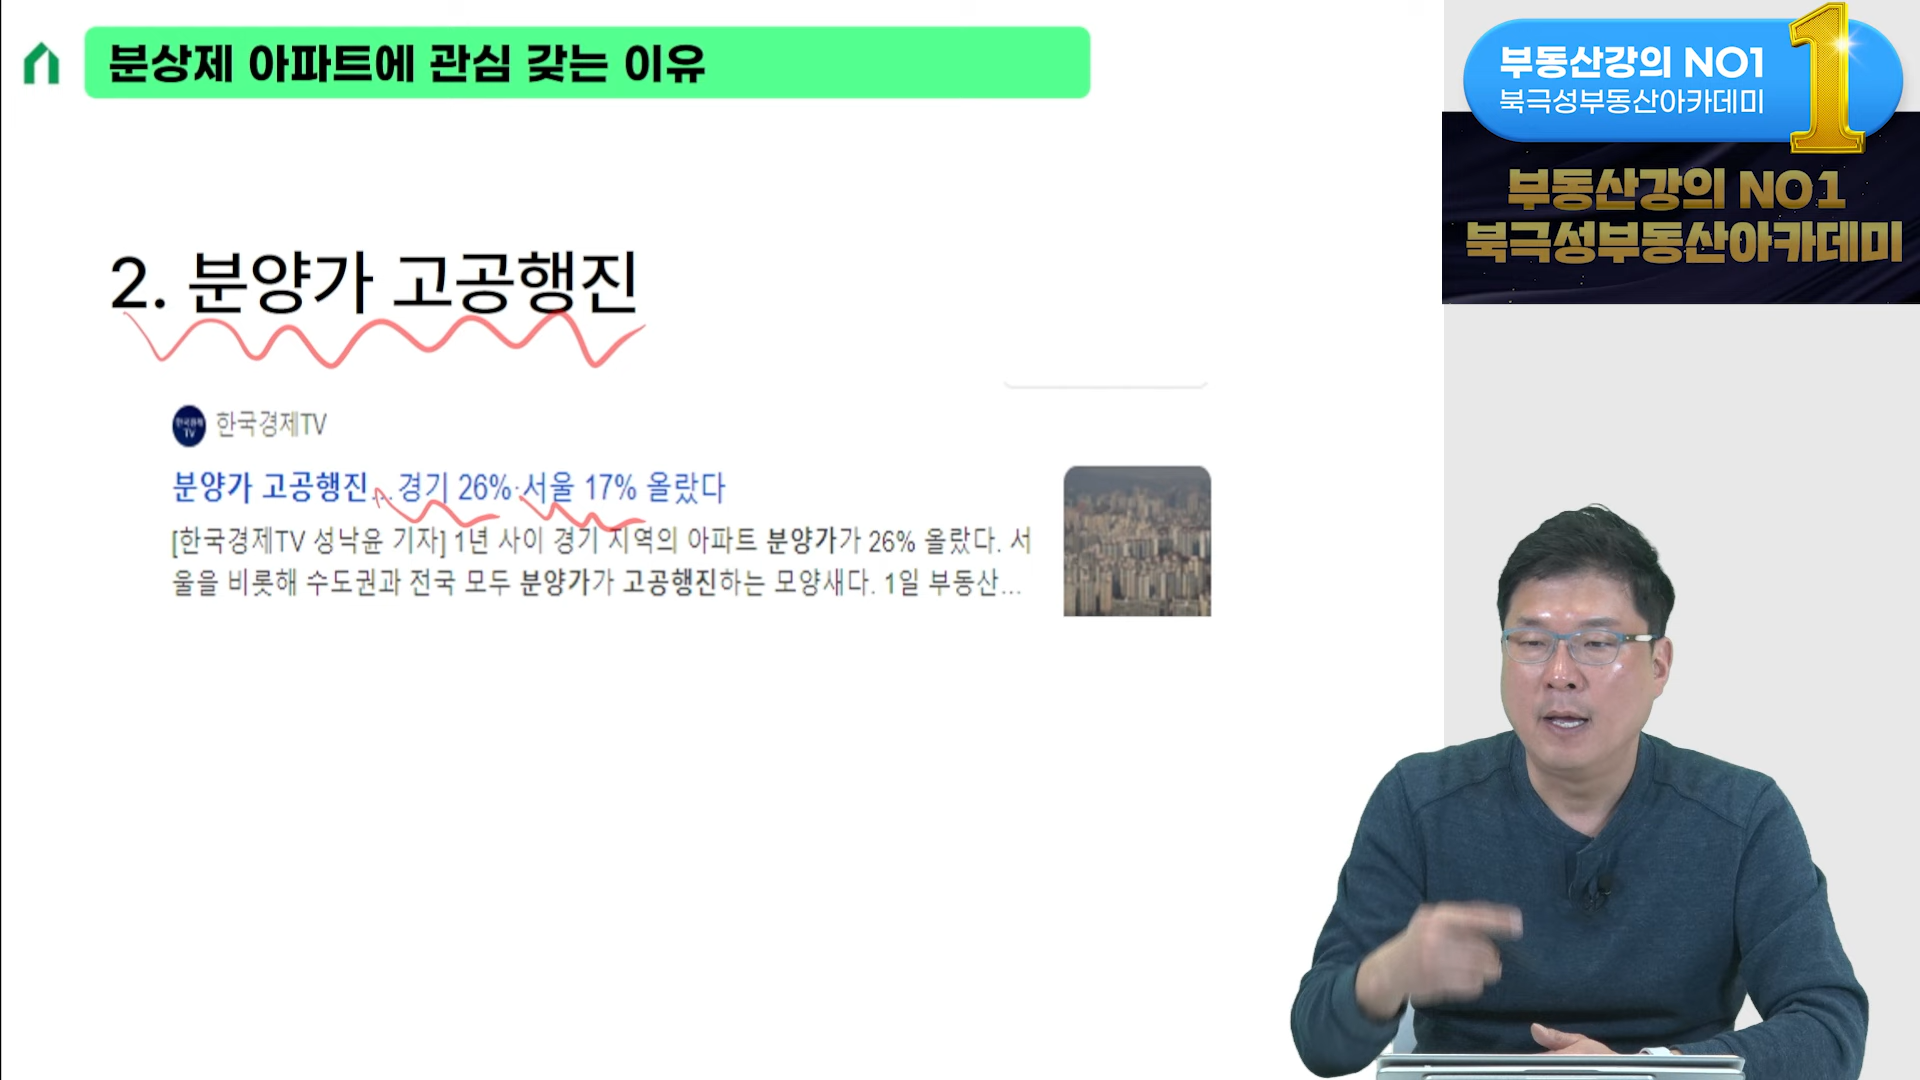 분상제 아파트에 관심 갖는 이유
부동산강의 NO1
북극성부동산아카데미
1
부동산강의 NO1
북극성부동산아카데미
2. 분양가 고공행진
한국경제TV
한국경제TV
분양가 고공행진... 경기 26%·서울 17% 올랐다
[한국경제TV 성낙윤 기자] 1년 사이 경기 지역의 아파트 분양가가 26% 올랐다. 서
울을 비롯해 수도권과 전국 모두 분양가가 고공행진하는 모양새다. 1일 부동산...